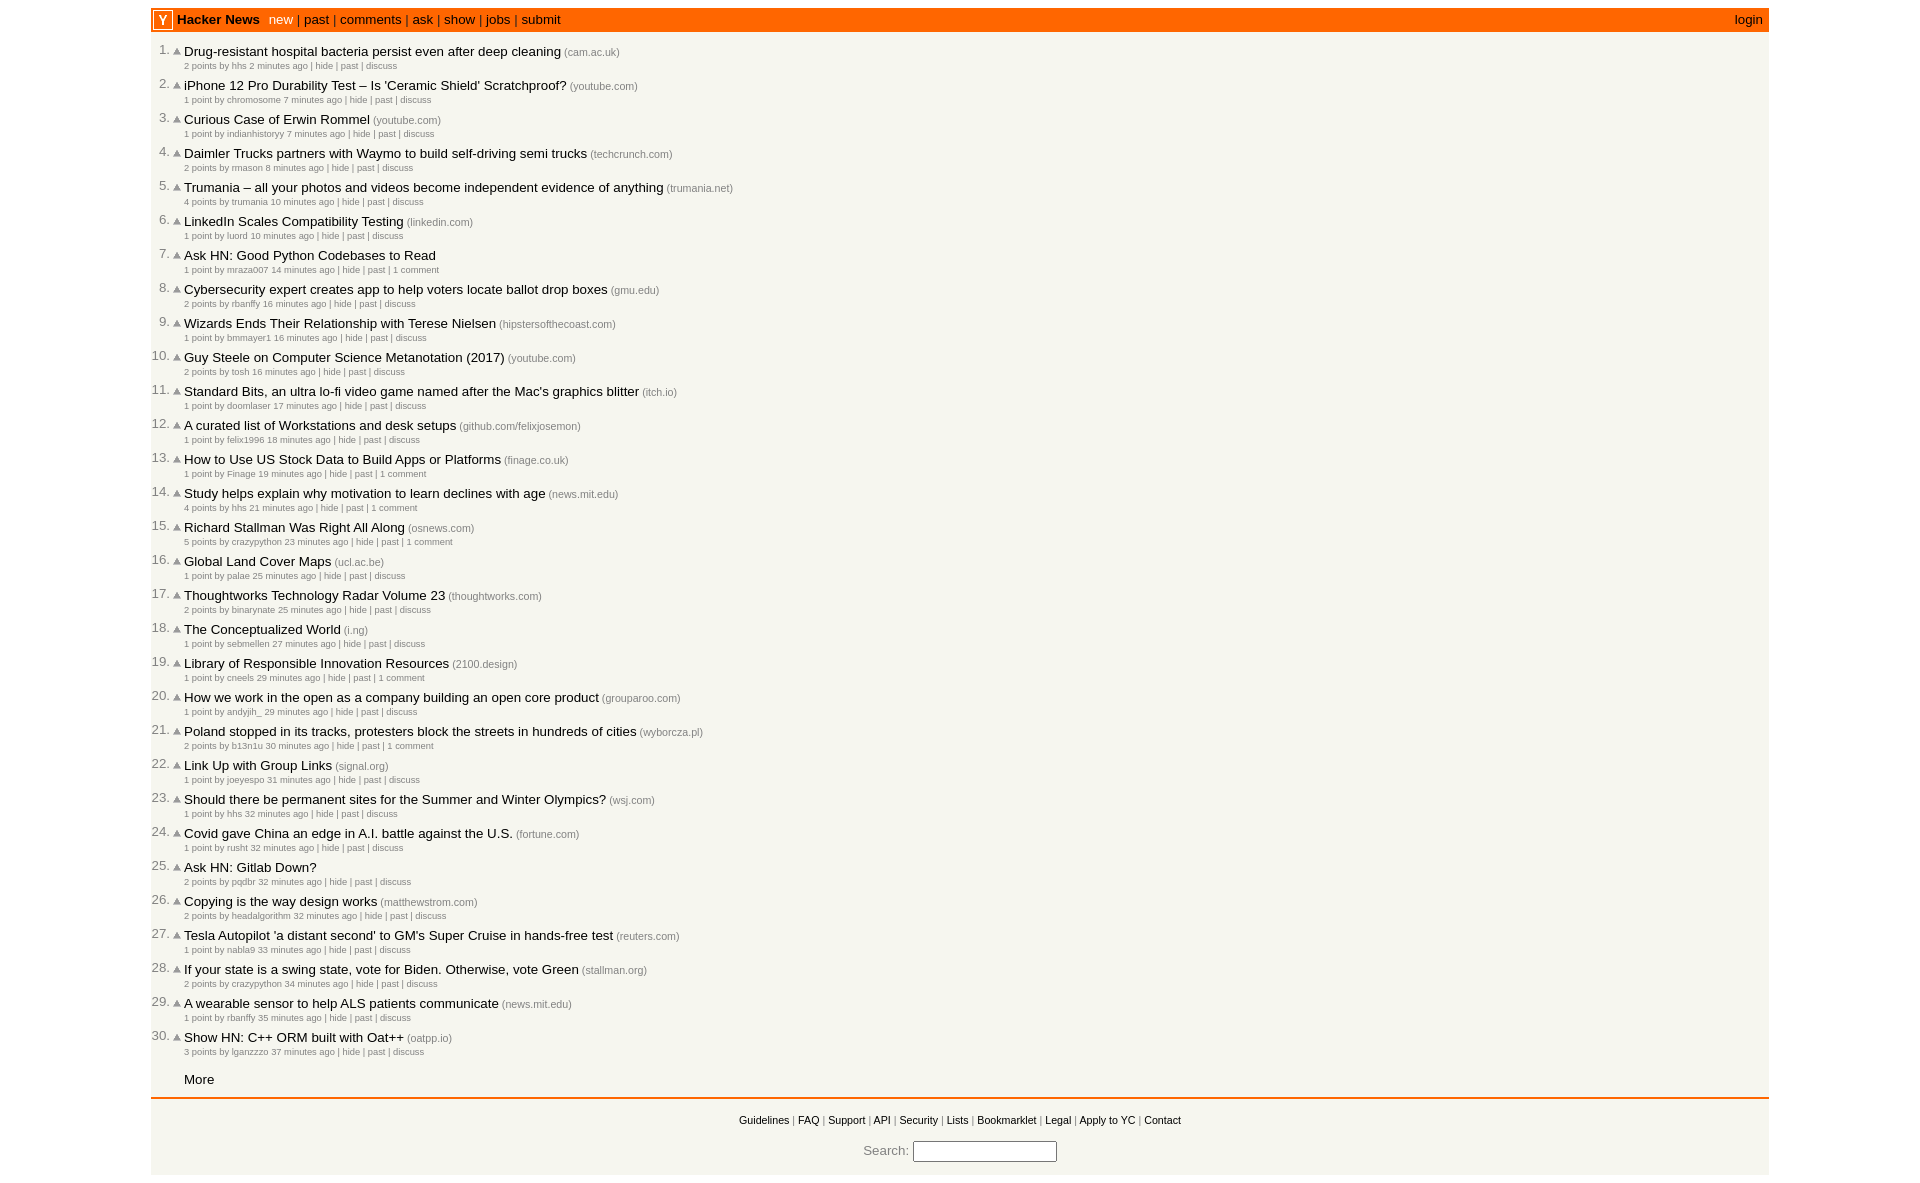 Y Hacker News new | past | comments | ask | show | jobs | submit login
1. Drug-resistant hospital bacteria persist even after deep cleaning (cam.ac.uk)
2 points by hhs 2 minutes ago | hide | past | discuss
2. iPhone 12 Pro Durability Test – Is 'Ceramic Shield' Scratchproof? (youtube.com)
1 point by chromosome 7 minutes ago | hide | past | discuss
3. Curious Case of Erwin Rommel (youtube.com)
1 point by indianhistoryy 7 minutes ago | hide | past | discuss
4. Daimler Trucks partners with Waymo to build self-driving semi trucks (techcrunch.com)
2 points by rmason 8 minutes ago | hide | past | discuss
5. Trumania – all your photos and videos become independent evidence of anything (trumania.net)
4 points by trumania 10 minutes ago | hide | past | discuss
6. LinkedIn Scales Compatibility Testing (linkedin.com)
1 point by luord 10 minutes ago | hide | past | discuss
7. Ask HN: Good Python Codebases to Read
1 point by mraza007 14 minutes ago | hide | past | 1 comment
8. Cybersecurity expert creates app to help voters locate ballot drop boxes (gmu.edu)
2 points by rbanffy 16 minutes ago | hide | past | discuss
9. Wizards Ends Their Relationship with Terese Nielsen (hipstersofthecoast.com)
1 point by bmmayer1 16 minutes ago | hide | past | discuss
10. Guy Steele on Computer Science Metanotation (2017) (youtube.com)
2 points by tosh 16 minutes ago | hide | past | discuss
11. Standard Bits, an ultra lo-fi video game named after the Mac's graphics blitter (itch.io)
1 point by doomlaser 17 minutes ago | hide | past | discuss
12. A curated list of Workstations and desk setups (github.com/felixjosemon)
1 point by felix1996 18 minutes ago | hide | past | discuss
13. How to Use US Stock Data to Build Apps or Platforms (finage.co.uk)
1 point by Finage 19 minutes ago | hide | past | 1 comment
14. Study helps explain why motivation to learn declines with age (news.mit.edu)
4 points by hhs 21 minutes ago | hide | past | 1 comment
15. Richard Stallman Was Right All Along (osnews.com)
5 points by crazypython 23 minutes ago | hide | past | 1 comment
16. Global Land Cover Maps (ucl.ac.be)
1 point by palae 25 minutes ago | hide | past | discuss
17. Thoughtworks Technology Radar Volume 23 (thoughtworks.com)
2 points by binarynate 25 minutes ago | hide | past | discuss
18. The Conceptualized World (i.ng)
1 point by sebmellen 27 minutes ago | hide | past | discuss
19. Library of Responsible Innovation Resources (2100.design)
1 point by cneels 29 minutes ago | hide | past | 1 comment
20. How we work in the open as a company building an open core product (grouparoo.com)
1 point by andyjih_ 29 minutes ago | hide | past | discuss
21. Poland stopped in its tracks, protesters block the streets in hundreds of cities (wyborcza.pl)
2 points by b13n1u 30 minutes ago | hide | past | 1 comment
22. Link Up with Group Links (signal.org)
1 point by joeyespo 31 minutes ago | hide | past | discuss
23. Should there be permanent sites for the Summer and Winter Olympics? (wsj.com)
1 point by hhs 32 minutes ago | hide | past | discuss
24. Covid gave China an edge in A.I. battle against the U.S. (fortune.com)
1 point by rusht 32 minutes ago | hide | past | discuss
25. Ask HN: Gitlab Down?
2 points by pqdbr 32 minutes ago | hide | past | discuss
26. Copying is the way design works (matthewstrom.com)
2 points by headalgorithm 32 minutes ago | hide | past | discuss
27. Tesla Autopilot 'a distant second' to GM's Super Cruise in hands-free test (reuters.com)
1 point by nabla9 33 minutes ago | hide | past | discuss
28. If your state is a swing state, vote for Biden. Otherwise, vote Green (stallman.org)
2 points by crazypython 34 minutes ago | hide | past | discuss
29. A wearable sensor to help ALS patients communicate (news.mit.edu)
1 point by rbanffy 35 minutes ago | hide | past | discuss
30. Show HN: C++ ORM built with Oat++ (oatpp.io)
3 points by lganzzzo 37 minutes ago | hide | past | discuss
More
Guidelines | FAQ | Support | API | Security | Lists | Bookmarklet | Legal | Apply to YC | Contact
Search: